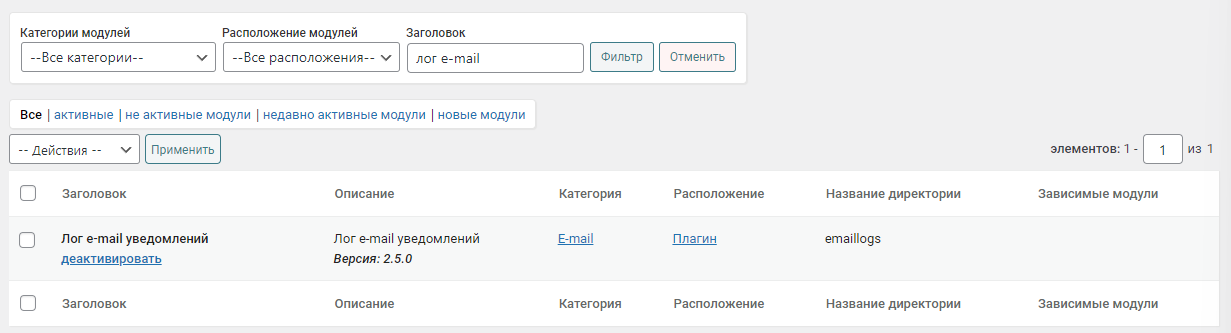 Категории модулей Расположение модулей Заголовок
--Все категории-- --Все расположения-- лог e-mail Фильтр Отменить
Все | активные | не активные модули | недавно активные модули | новые модули
-- Действия -- Применить элементов: 1 - 1 из 1
Заголовок Описание Категория Расположение Название директории Зависимые модули
Лог e-mail уведомлений Лог e-mail уведомлений E-mail Плагин emaillogs
деактивировать Версия: 2.5.0
Заголовок Описание Категория Расположение Название директории Зависимые модули